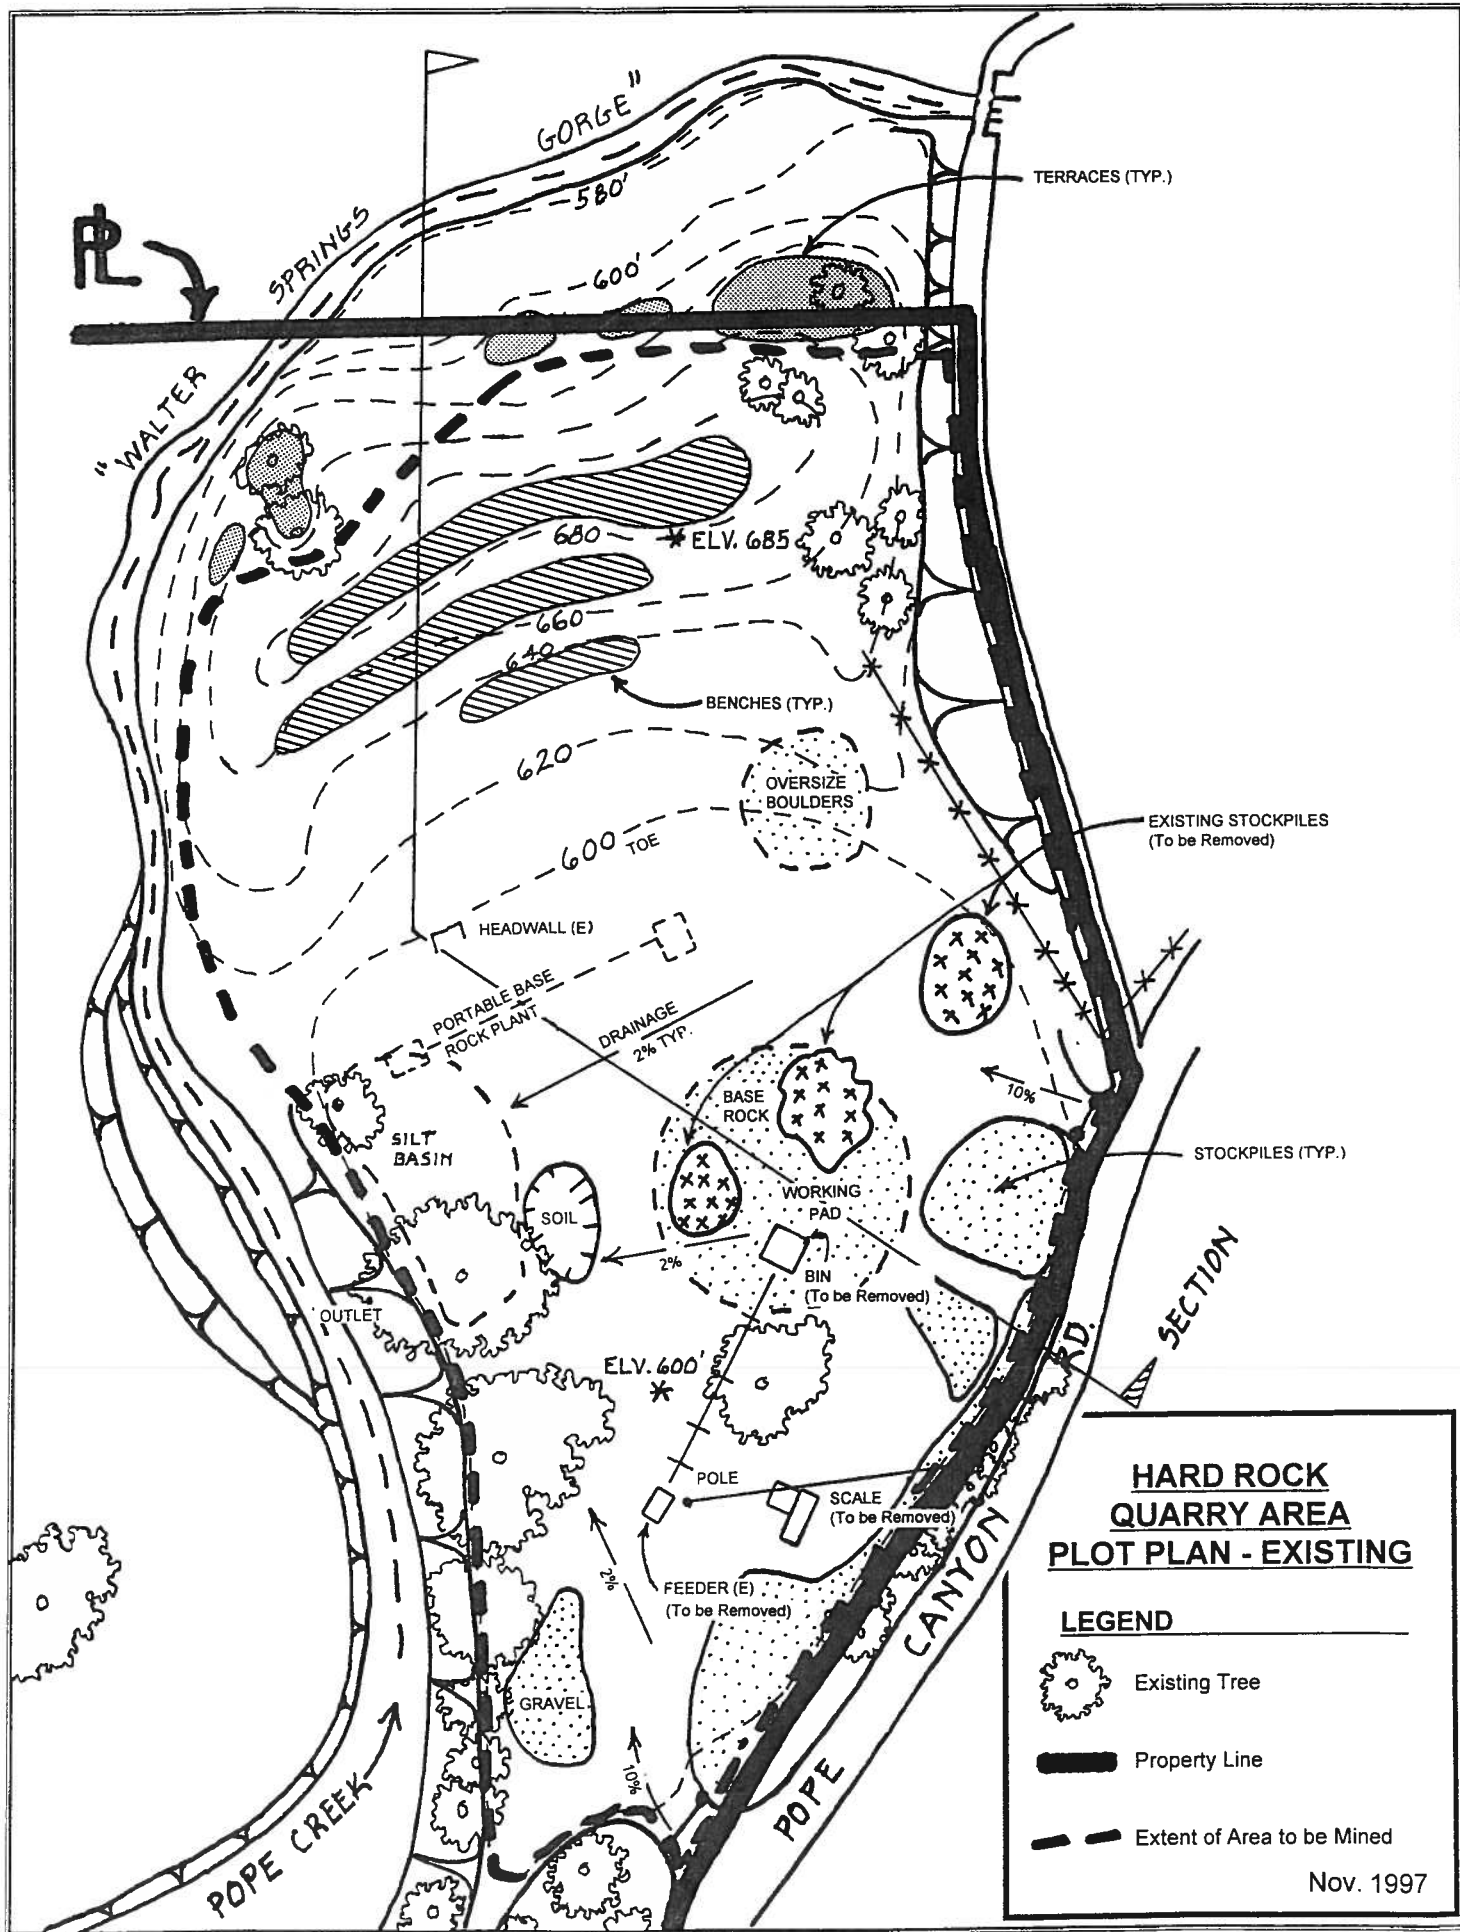 "WALTER SPRINGS GORGE"
580'
TERRACES (TYP.)
PL
600'
680
ELV. 685
660
640
BENCHES (TYP.)
620
OVERSIZE
BOULDERS
EXISTING STOCKPILES
(To be Removed)
600
TOE
HEADWALL (E)
PORTABLE BASE
ROCK PLANT
DRAINAGE
2% TYP.
10%
BASE
ROCK
SILT
BASIN
STOCKPILES (TYP.)
WORKING
PAD
SOIL
2%
BIN
(To be Removed)
OUTLET
SECTION
ELV. 600'
POLE
SCALE
(To be Removed)
2%
FEEDER (E)
(To be Removed)
GRAVEL
10%
POPE CREEK
POPE CANYON RD.
HARD ROCK
QUARRY AREA
PLOT PLAN - EXISTING
LEGEND
Existing Tree
Property Line
Extent of Area to be Mined
Nov. 1997